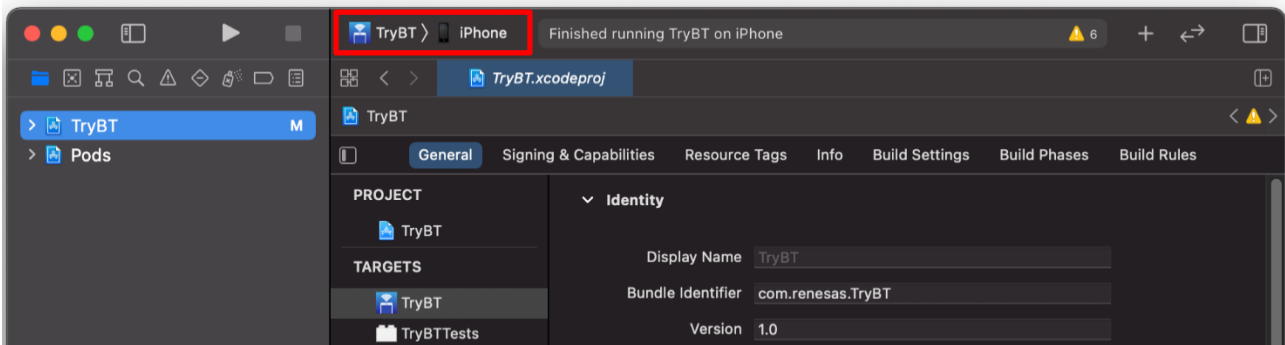 TryBT 〉 iPhone
Finished running TryBT on iPhone
6
TryBT.xcodeproj
TryBT M
Pods
TryBT
General Signing & Capabilities Resource Tags Info Build Settings Build Phases Build Rules
PROJECT
TryBT
TARGETS
TryBT
TryBTTests
Identity
Display Name TryBT
Bundle Identifier com.renesas.TryBT
Version 1.0